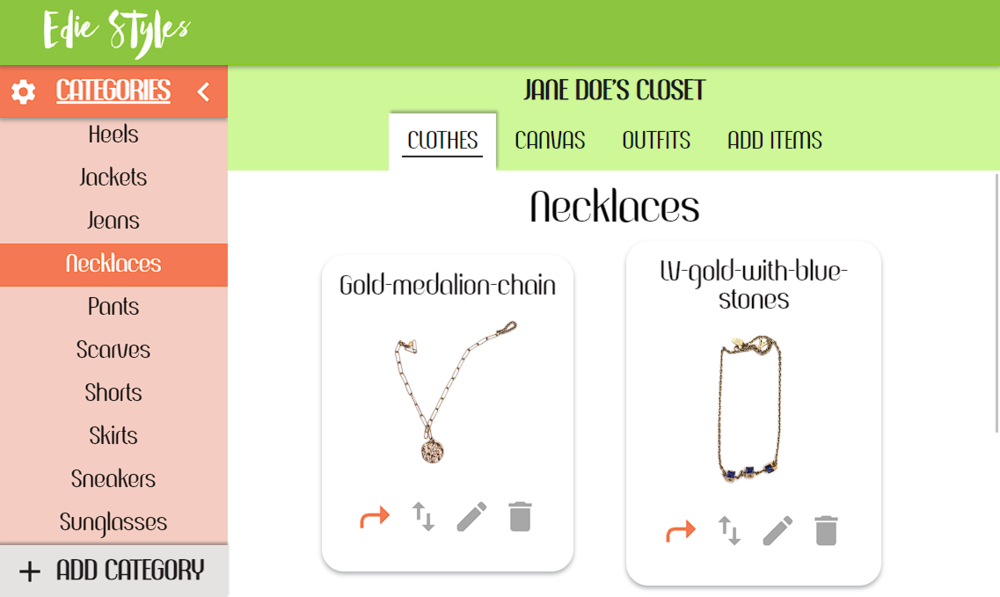 Edie Styles
CATEGORIES
Heels
Jackets
Jeans
Necklaces
Pants
Scarves
Shorts
Skirts
Sneakers
Sunglasses
ADD CATEGORY
JANE DOE'S CLOSET
CLOTHES CANVAS OUTFITS ADD ITEMS
Necklaces
Gold-medalion-chain
LV-gold-with-blue-
stones